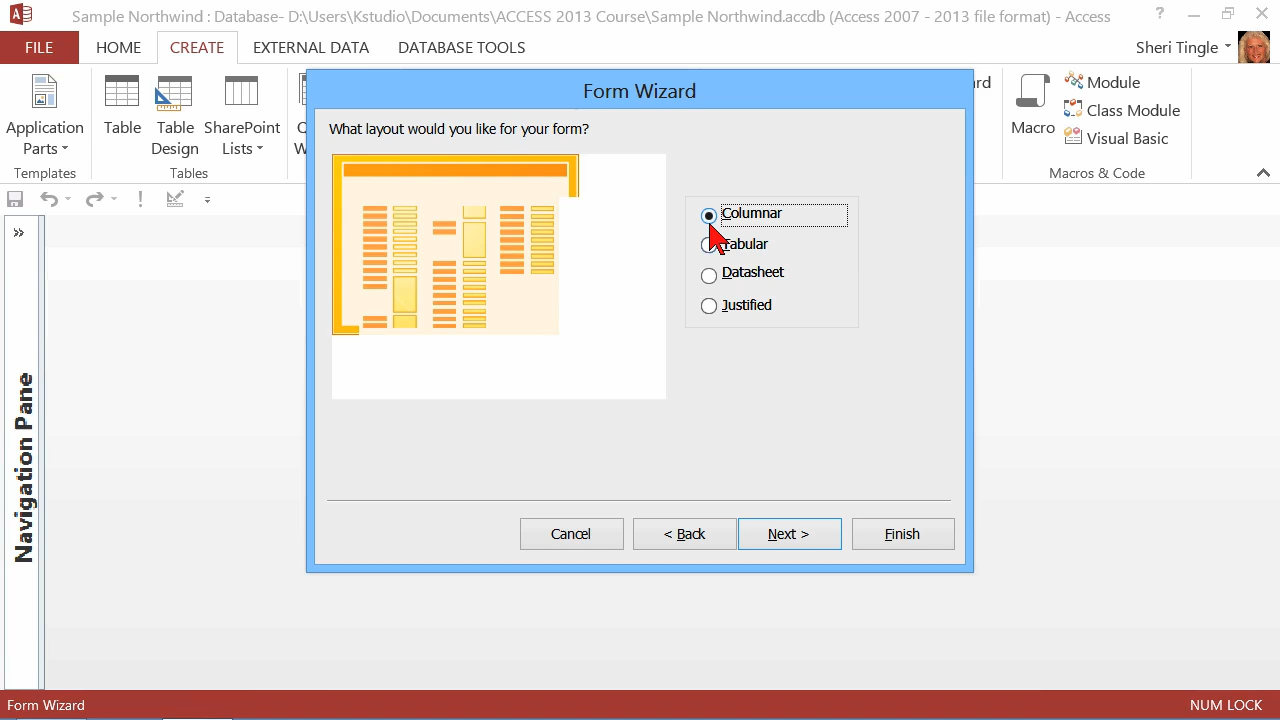 Sample Northwind : Database- D:\Users\Kstudio\Documents\ACCESS 2013 Course\Sample Northwind.accdb (Access 2007 - 2013 file format) - Access
FILE HOME CREATE EXTERNAL DATA DATABASE TOOLS Sheri Tingle
Application Parts
Table
Table Design
SharePoint Lists
Macro
Module
Class Module
Visual Basic
Templates
Tables
Macros & Code
Form Wizard
What layout would you like for your form?
Columnar
Tabular
Datasheet
Justified
Cancel
< Back
Next >
Finish
Navigation Pane
Form Wizard
NUM LOCK